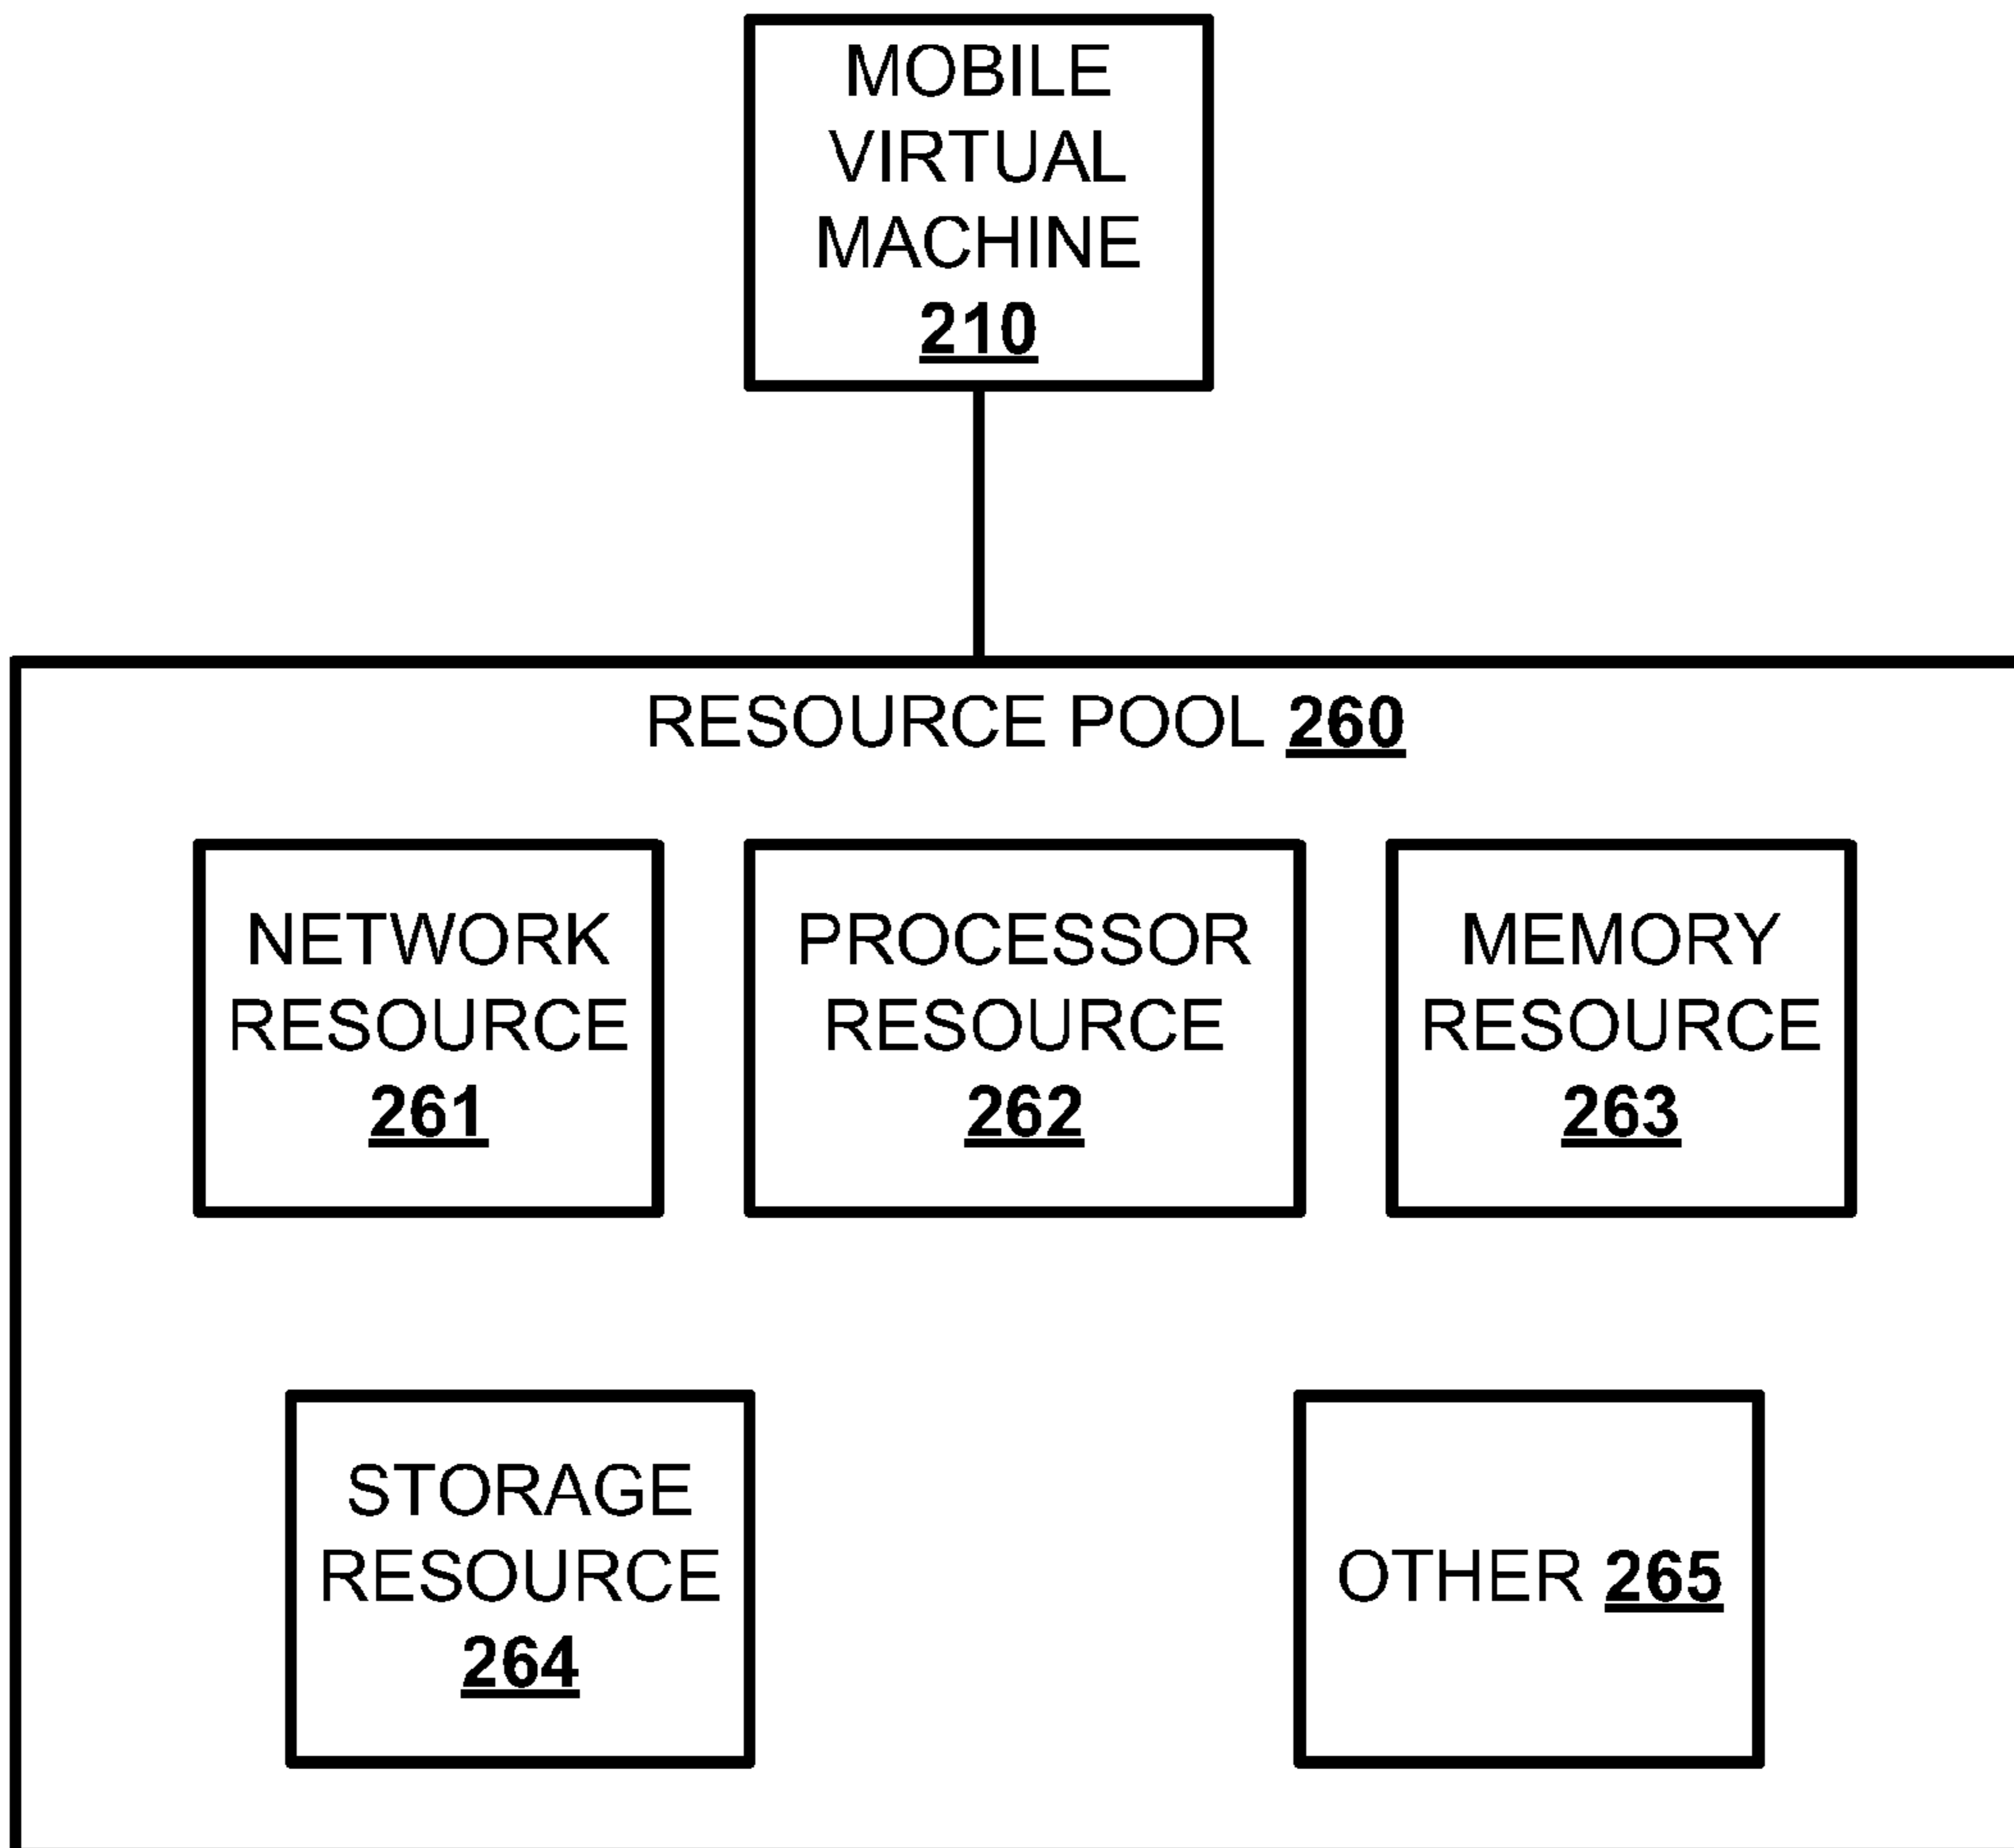 MOBILE
VIRTUAL
MACHINE
210
RESOURCE POOL 260
NETWORK
RESOURCE
261
PROCESSOR
RESOURCE
262
MEMORY
RESOURCE
263
STORAGE
RESOURCE
264
OTHER 265